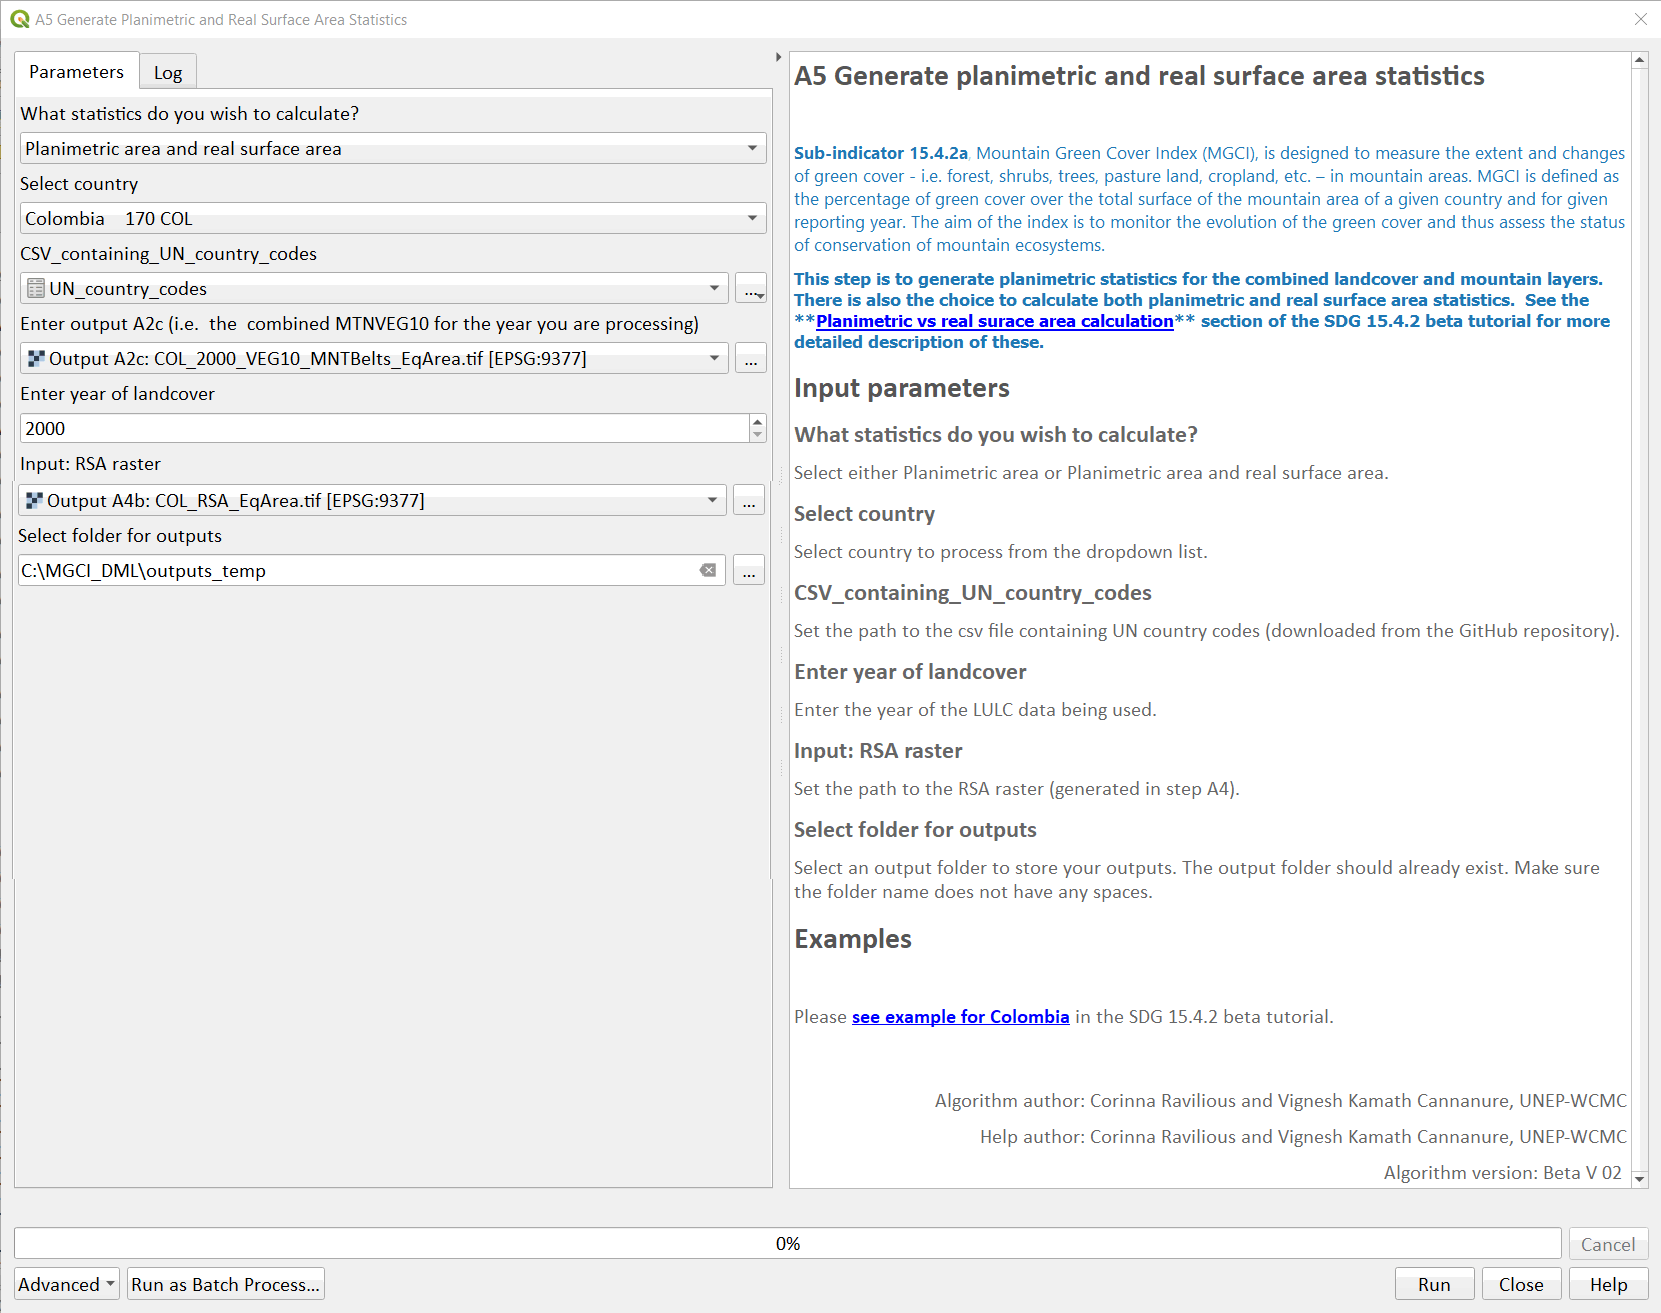 A5 Generate Planimetric and Real Surface Area Statistics
Parameters
Log
What statistics do you wish to calculate?
Planimetric area and real surface area
Select country
Colombia 170 COL
CSV_containing_UN_country_codes
UN_country_codes
...
Enter output A2c (i.e. the combined MTNVEG10 for the year you are processing)
Output A2c: COL_2000_VEG10_MNTBelts_EqArea.tif [EPSG:9377]
...
Enter year of landcover
2000
Input: RSA raster
Output A4b: COL_RSA_EqArea.tif [EPSG:9377]
...
Select folder for outputs
C:\MGCI_DML\outputs_temp
...
A5 Generate planimetric and real surface area statistics
Sub-indicator 15.4.2a, Mountain Green Cover Index (MGCI), is designed to measure the extent and changes
of green cover - i.e. forest, shrubs, trees, pasture land, cropland, etc. – in mountain areas. MGCI is defined as
the percentage of green cover over the total surface of the mountain area of a given country and for given
reporting year. The aim of the index is to monitor the evolution of the green cover and thus assess the status
of conservation of mountain ecosystems.
This step is to generate planimetric statistics for the combined landcover and mountain layers.
There is also the choice to calculate both planimetric and real surface area statistics. See the
**Planimetric vs real surace area calculation** section of the SDG 15.4.2 beta tutorial for more
detailed description of these.
Input parameters
What statistics do you wish to calculate?
Select either Planimetric area or Planimetric area and real surface area.
Select country
Select country to process from the dropdown list.
CSV_containing_UN_country_codes
Set the path to the csv file containing UN country codes (downloaded from the GitHub repository).
Enter year of landcover
Enter the year of the LULC data being used.
Input: RSA raster
Set the path to the RSA raster (generated in step A4).
Select folder for outputs
Select an output folder to store your outputs. The output folder should already exist. Make sure
the folder name does not have any spaces.
Examples
Please see example for Colombia in the SDG 15.4.2 beta tutorial.
Algorithm author: Corinna Ravilious and Vignesh Kamath Cannanure, UNEP-WCMC
Help author: Corinna Ravilious and Vignesh Kamath Cannanure, UNEP-WCMC
Algorithm version: Beta V 02
0%
Cancel
Advanced
Run as Batch Process...
Run
Close
Help